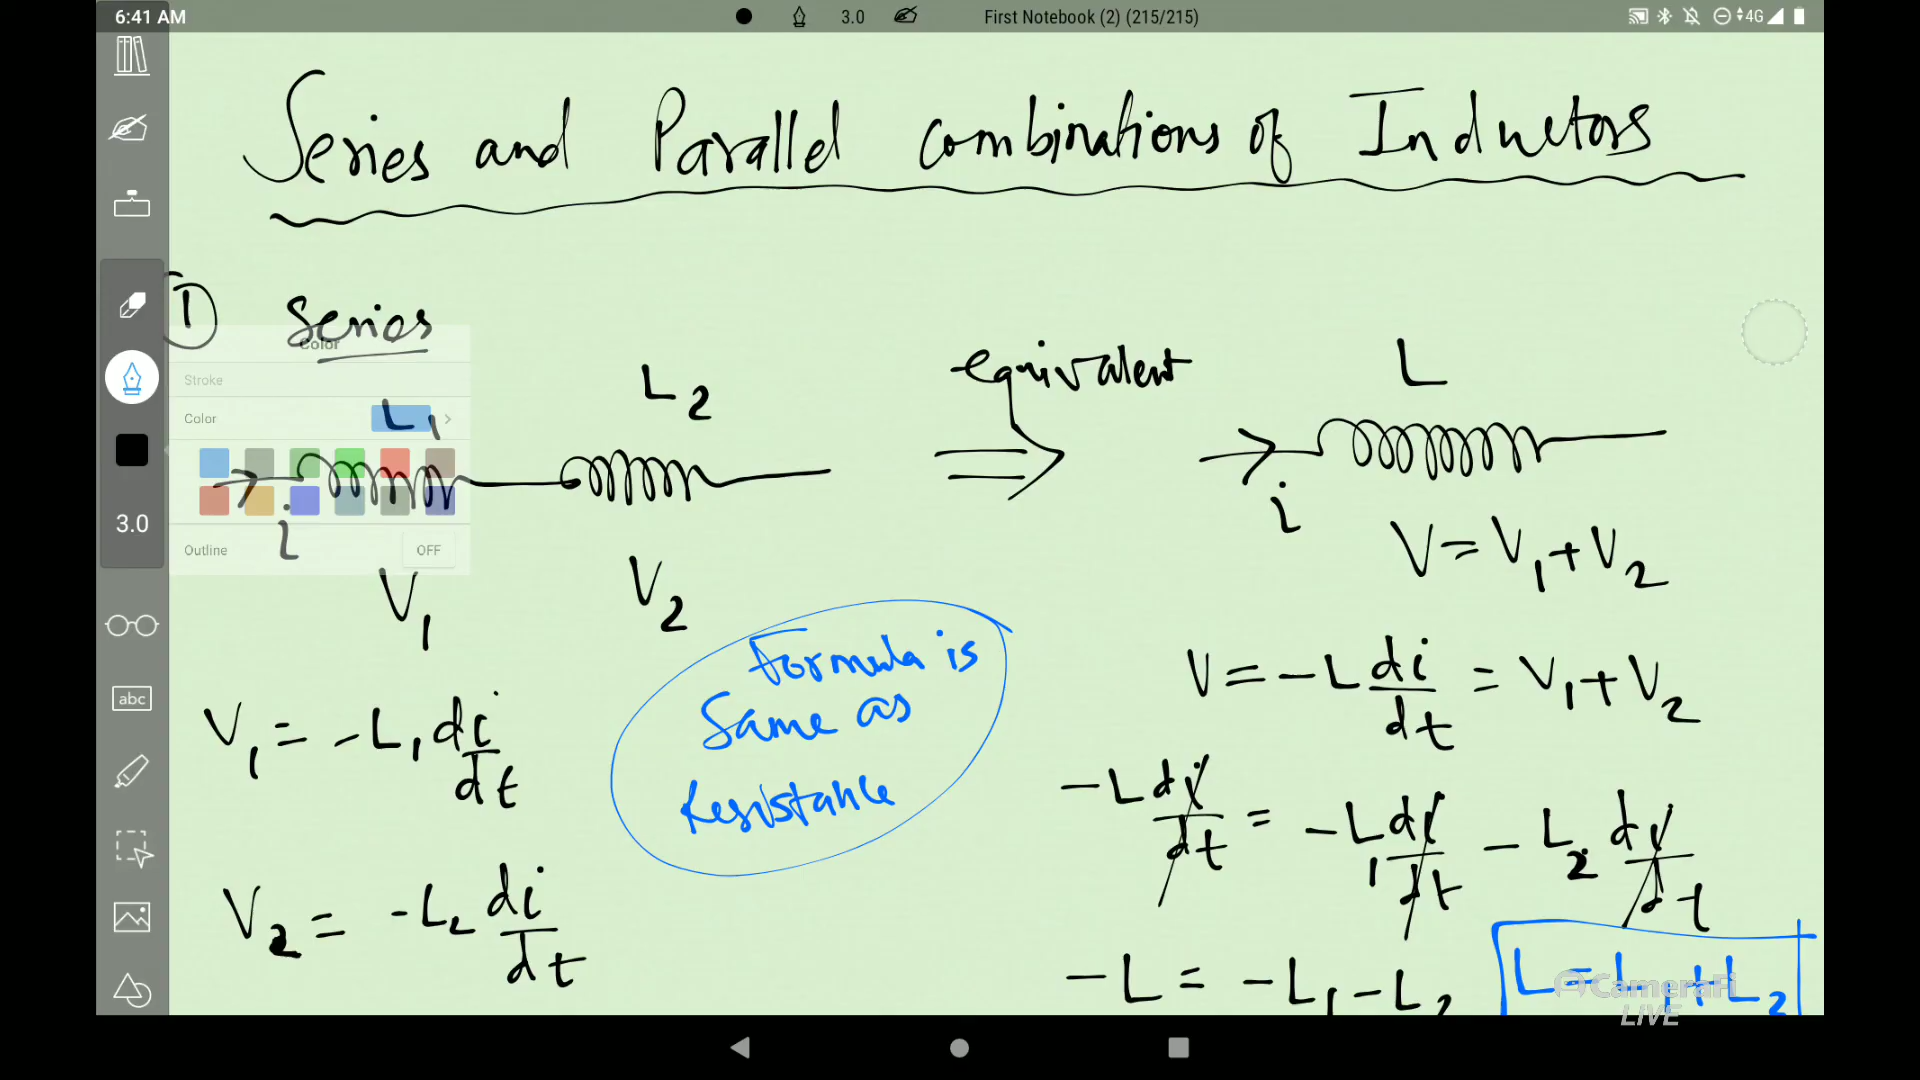 6:41 AM
3.0
First Notebook (2) (215/215)
4G
Series and Parallel combinations of Inductors
1 Series
Color
Stroke
Color
Outline OFF
3.0
abc
L1
L2
equivalent
L
i
i
V1
V2
V = V1 + V2
Formula is
Same as
Resistance
V = -L di/dt = V1 + V2
V1 = -L1 di/dt
-L di/dt = -L1 di/dt - L2 di/dt
V2 = -L2 di/dt
-L = -L1 - L2
L = L1 + L2
CameraFi
LIVE